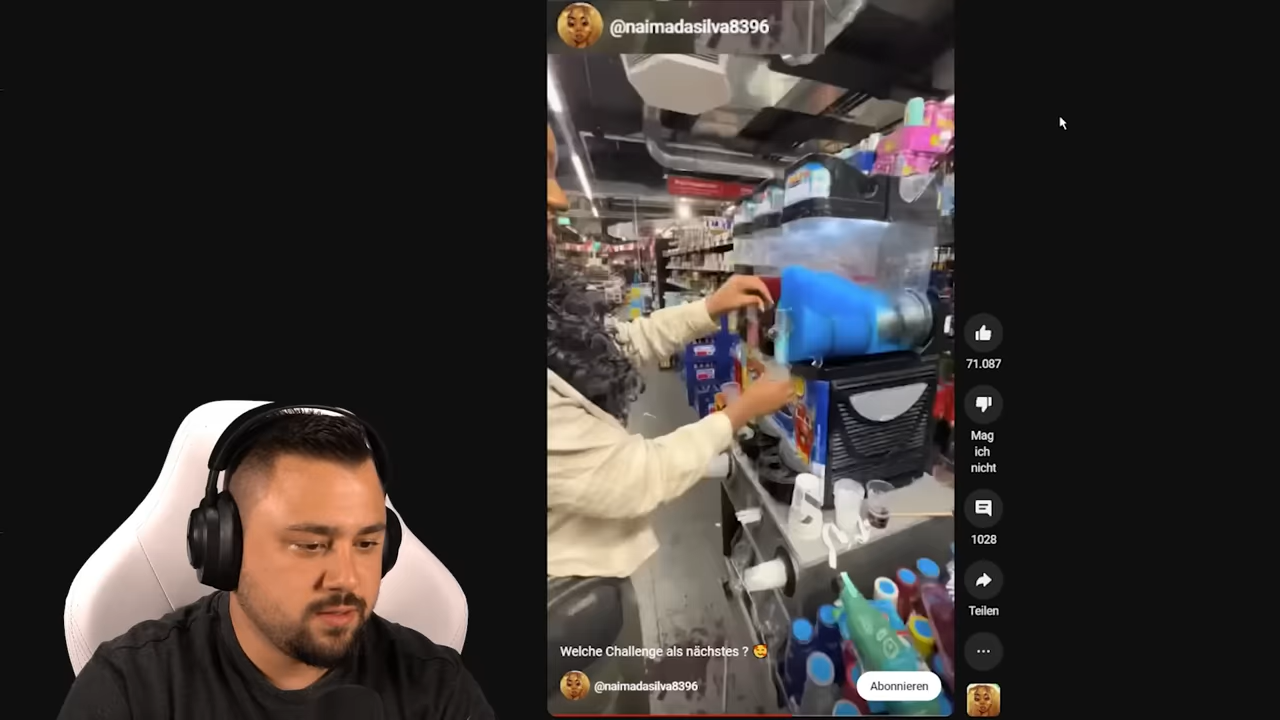 @naimadasilva8396
71.087
Mag
ich
nicht
1028
Teilen
Welche Challenge als nächstes ? 🥰
@naimadasilva8396
Abonnieren